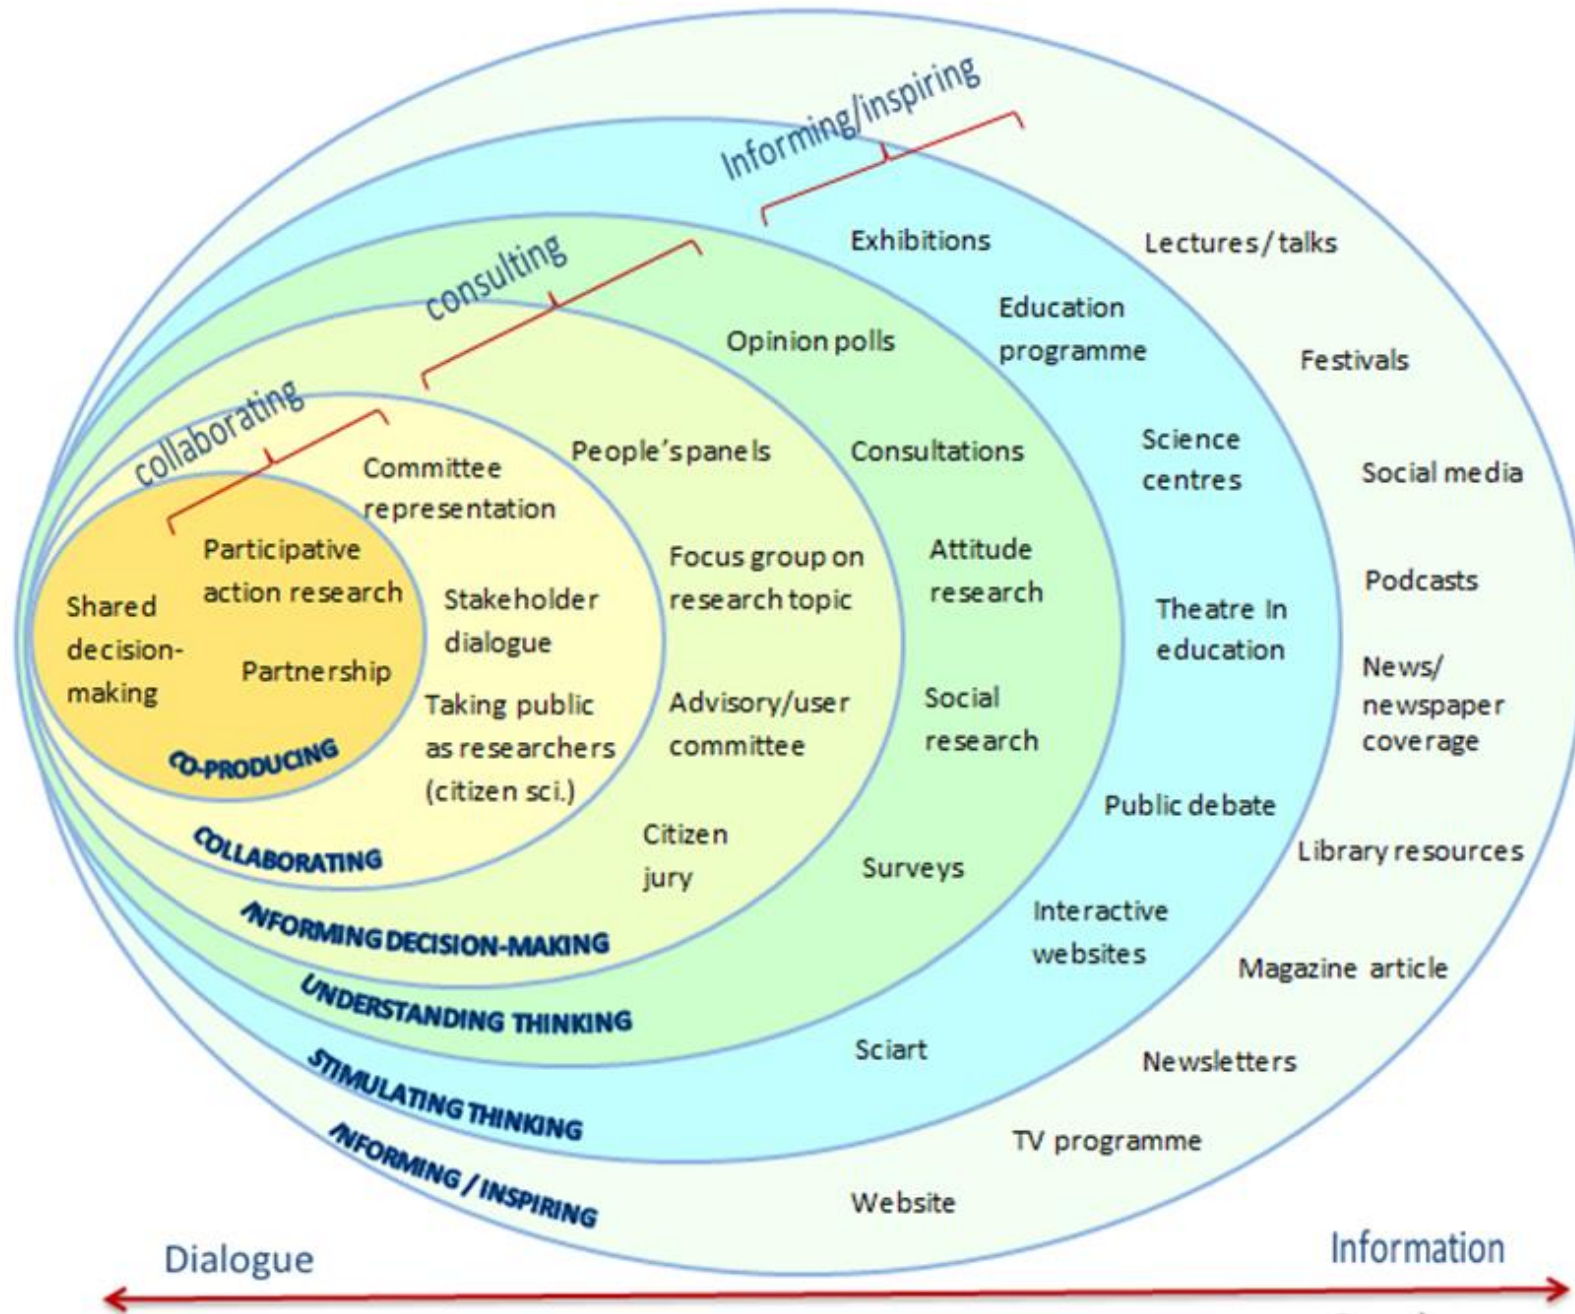 Informing/inspiring
consulting
collaborating
Shared
decision-
making
Participative
action research
Partnership
CO-PRODUCING
Committee
representation
Stakeholder
dialogue
Taking public
as researchers
(citizen sci.)
COLLABORATING
People's panels
Focus group on
research topic
Advisory/user
committee
Citizen
jury
INFORMING DECISION-MAKING
Opinion polls
Consultations
Attitude
research
Social
research
Surveys
UNDERSTANDING THINKING
Exhibitions
Education
programme
Science
centres
Theatre In
education
Public debate
Interactive
websites
Sciart
STIMULATING THINKING
Lectures / talks
Festivals
Social media
Podcasts
News/
newspaper
coverage
Library resources
Magazine article
Newsletters
TV programme
Website
INFORMING / INSPIRING
Dialogue
Information